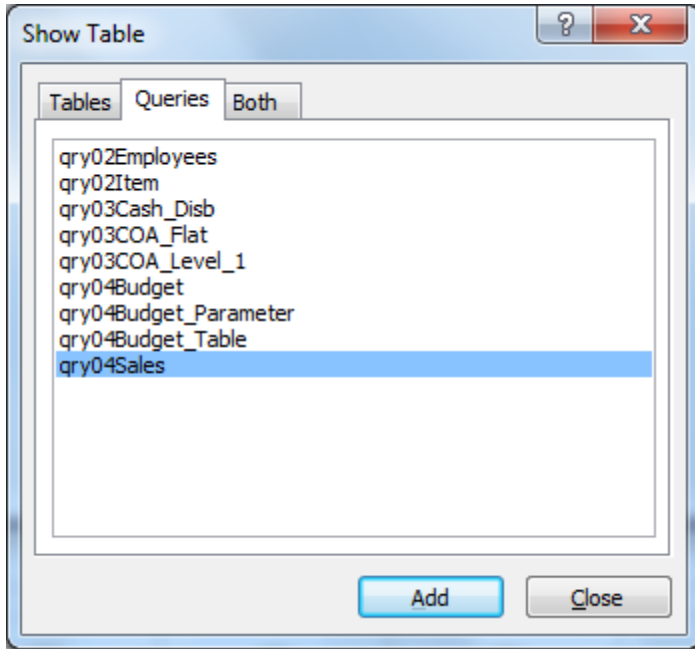 Show Table
?
Tables Queries Both
qry02Employees
qry02Item
qry03Cash_Disb
qry03COA_Flat
qry03COA_Level_1
qry04Budget
qry04Budget_Parameter
qry04Budget_Table
qry04Sales
Add Close